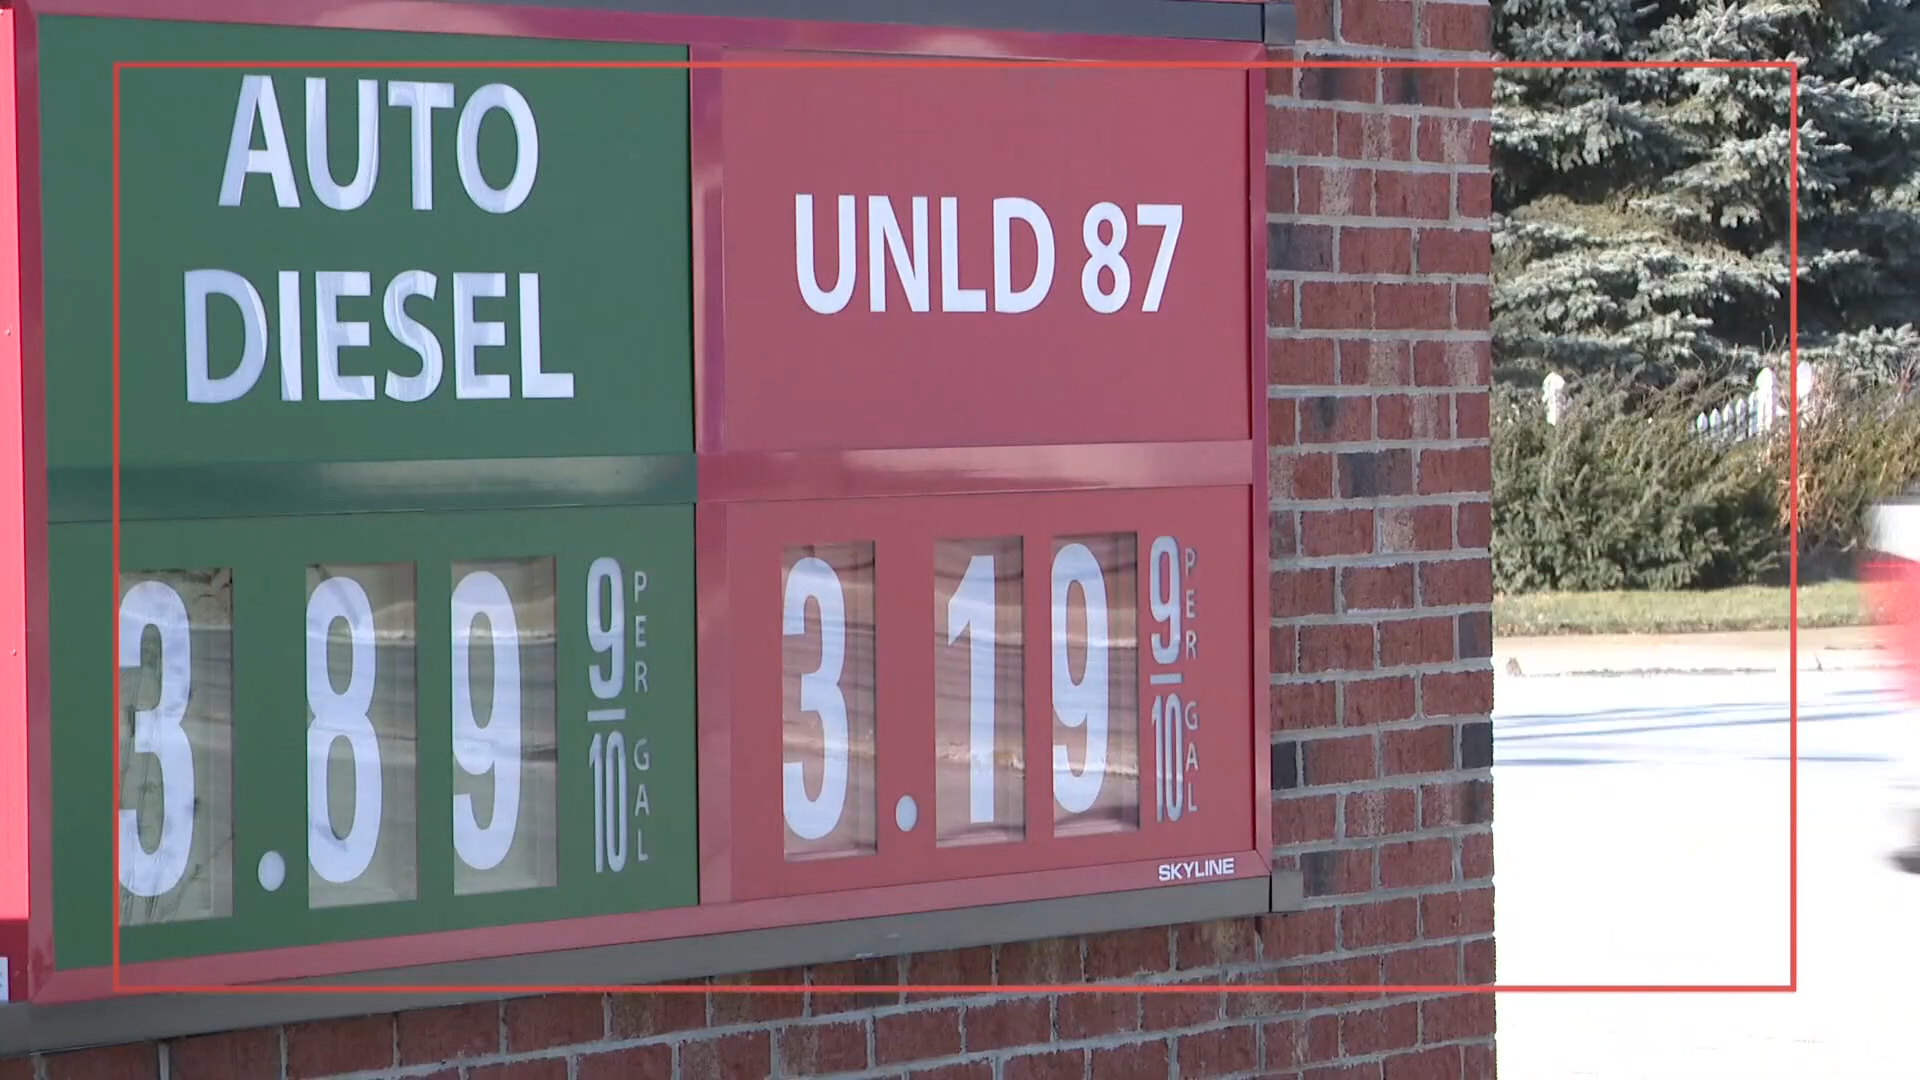 AUTO
DIESEL
3.89 9/10 PER GAL
UNLD 87
3.19 9/10 PER GAL
SKYLINE